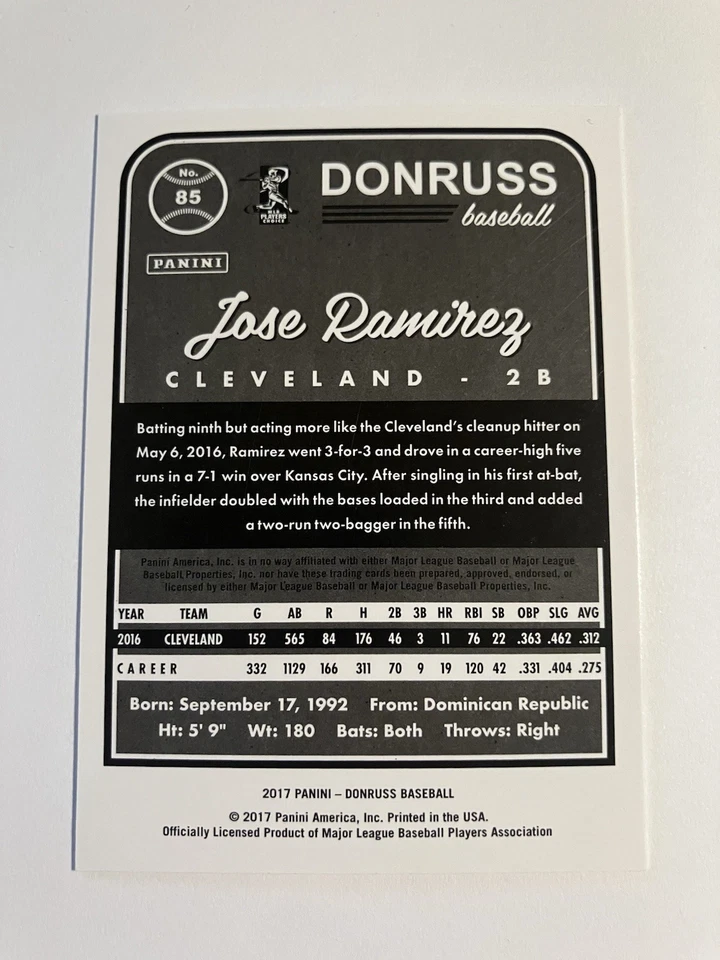 No.
85
MLB
PLAYERS
CHOICE
DONRUSS
baseball
PANINI
Jose Ramirez
CLEVELAND - 2B
Batting ninth but acting more like the Cleveland's cleanup hitter on
May 6, 2016, Ramirez went 3-for-3 and drove in a career-high five
runs in a 7-1 win over Kansas City. After singling in his first at-bat,
the infielder doubled with the bases loaded in the third and added
a two-run two-bagger in the fifth.
Panini America, Inc. is in no way affiliated with either Major League Baseball or Major League
Baseball Properties, Inc. nor have these trading cards been prepared, approved, endorsed, or
licensed by either Major League Baseball or Major League Baseball Properties, Inc.
YEAR TEAM G AB R H 2B 3B HR RBI SB OBP SLG AVG
2016 CLEVELAND 152 565 84 176 46 3 11 76 22 .363 .462 .312
CAREER 332 1129 166 311 70 9 19 120 42 .331 .404 .275
Born: September 17, 1992 From: Dominican Republic
Ht: 5' 9" Wt: 180 Bats: Both Throws: Right
2017 PANINI – DONRUSS BASEBALL
© 2017 Panini America, Inc. Printed in the USA.
Officially Licensed Product of Major League Baseball Players Association